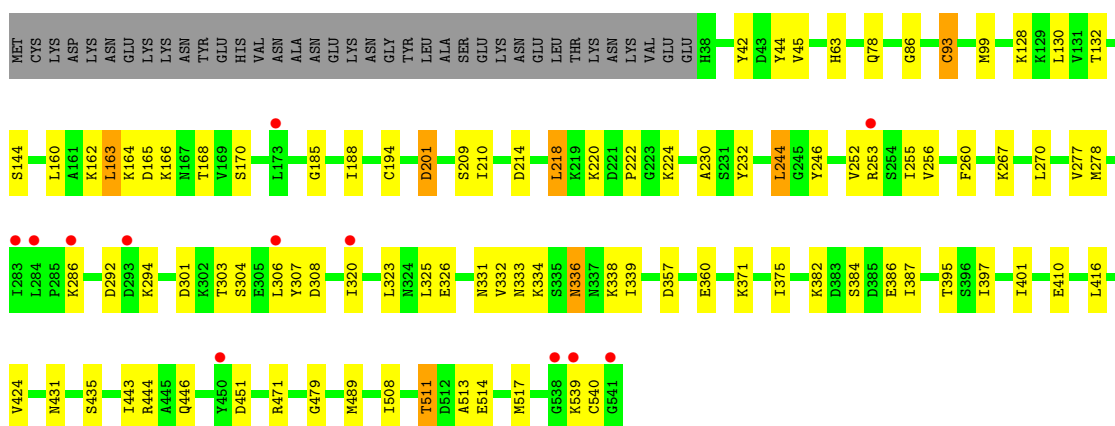 MET CYS LYS ASP LYS ASN GLU LYS LYS ASN TYR GLU HIS VAL ASN ALA ALA ASN GLU LYS ASN GLY TYR LEU ALA SER GLU LYS ASN GLU LEU THR LYS ASN LYS VAL GLU GLU H38 Y42 D43 Y44 V45 H63 Q78 G86 C93 M99 K128 K129 L130 V131 T132
S144 L160 A161 K162 L163 K164 D165 K166 N167 T168 V169 S170 L173 G185 I188 C194 D201 S209 I210 D214 L218 K219 K220 D221 P222 G223 K224 A230 S231 Y232 L244 G245 Y246 V252 R253 S254 I255 V256 F260 K267 L270 V277 M278
I283 L284 P285 K286 D292 D293 K294 D301 K302 T303 S304 E305 L306 Y307 D308 I320 L323 N324 L325 E326 N331 V332 N333 K334 S335 N336 N337 K338 I339 D357 E360 K371 I375 K382 D383 S384 D385 E386 I387 T395 S396 I397 I401 E410 L416
V424 N431 S435 I443 R444 A445 Q446 Y450 D451 R471 G479 M489 I508 T511 D512 A513 E514 M517 G538 K539 C540 G541